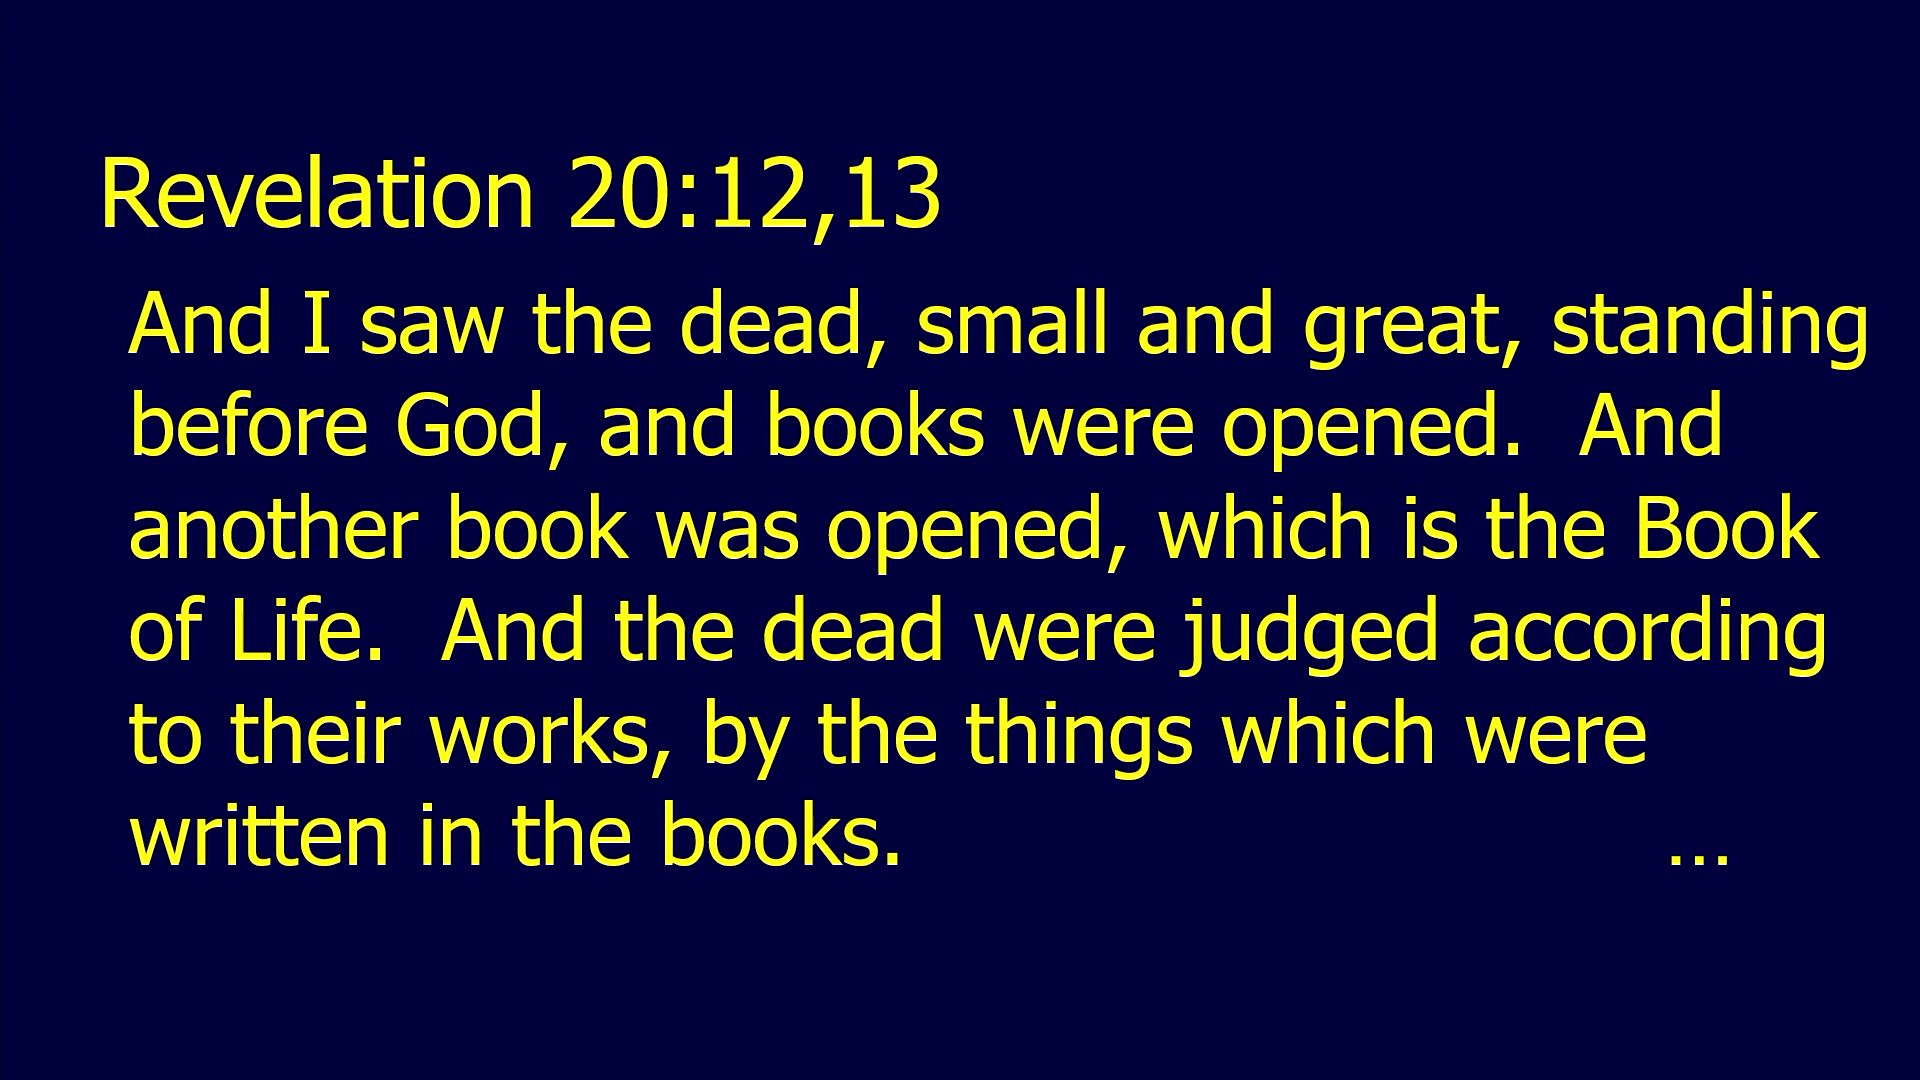 Revelation 20:12,13
And I saw the dead, small and great, standing
before God, and books were opened.  And
another book was opened, which is the Book
of Life.  And the dead were judged according
to their works, by the things which were
written in the books. ...